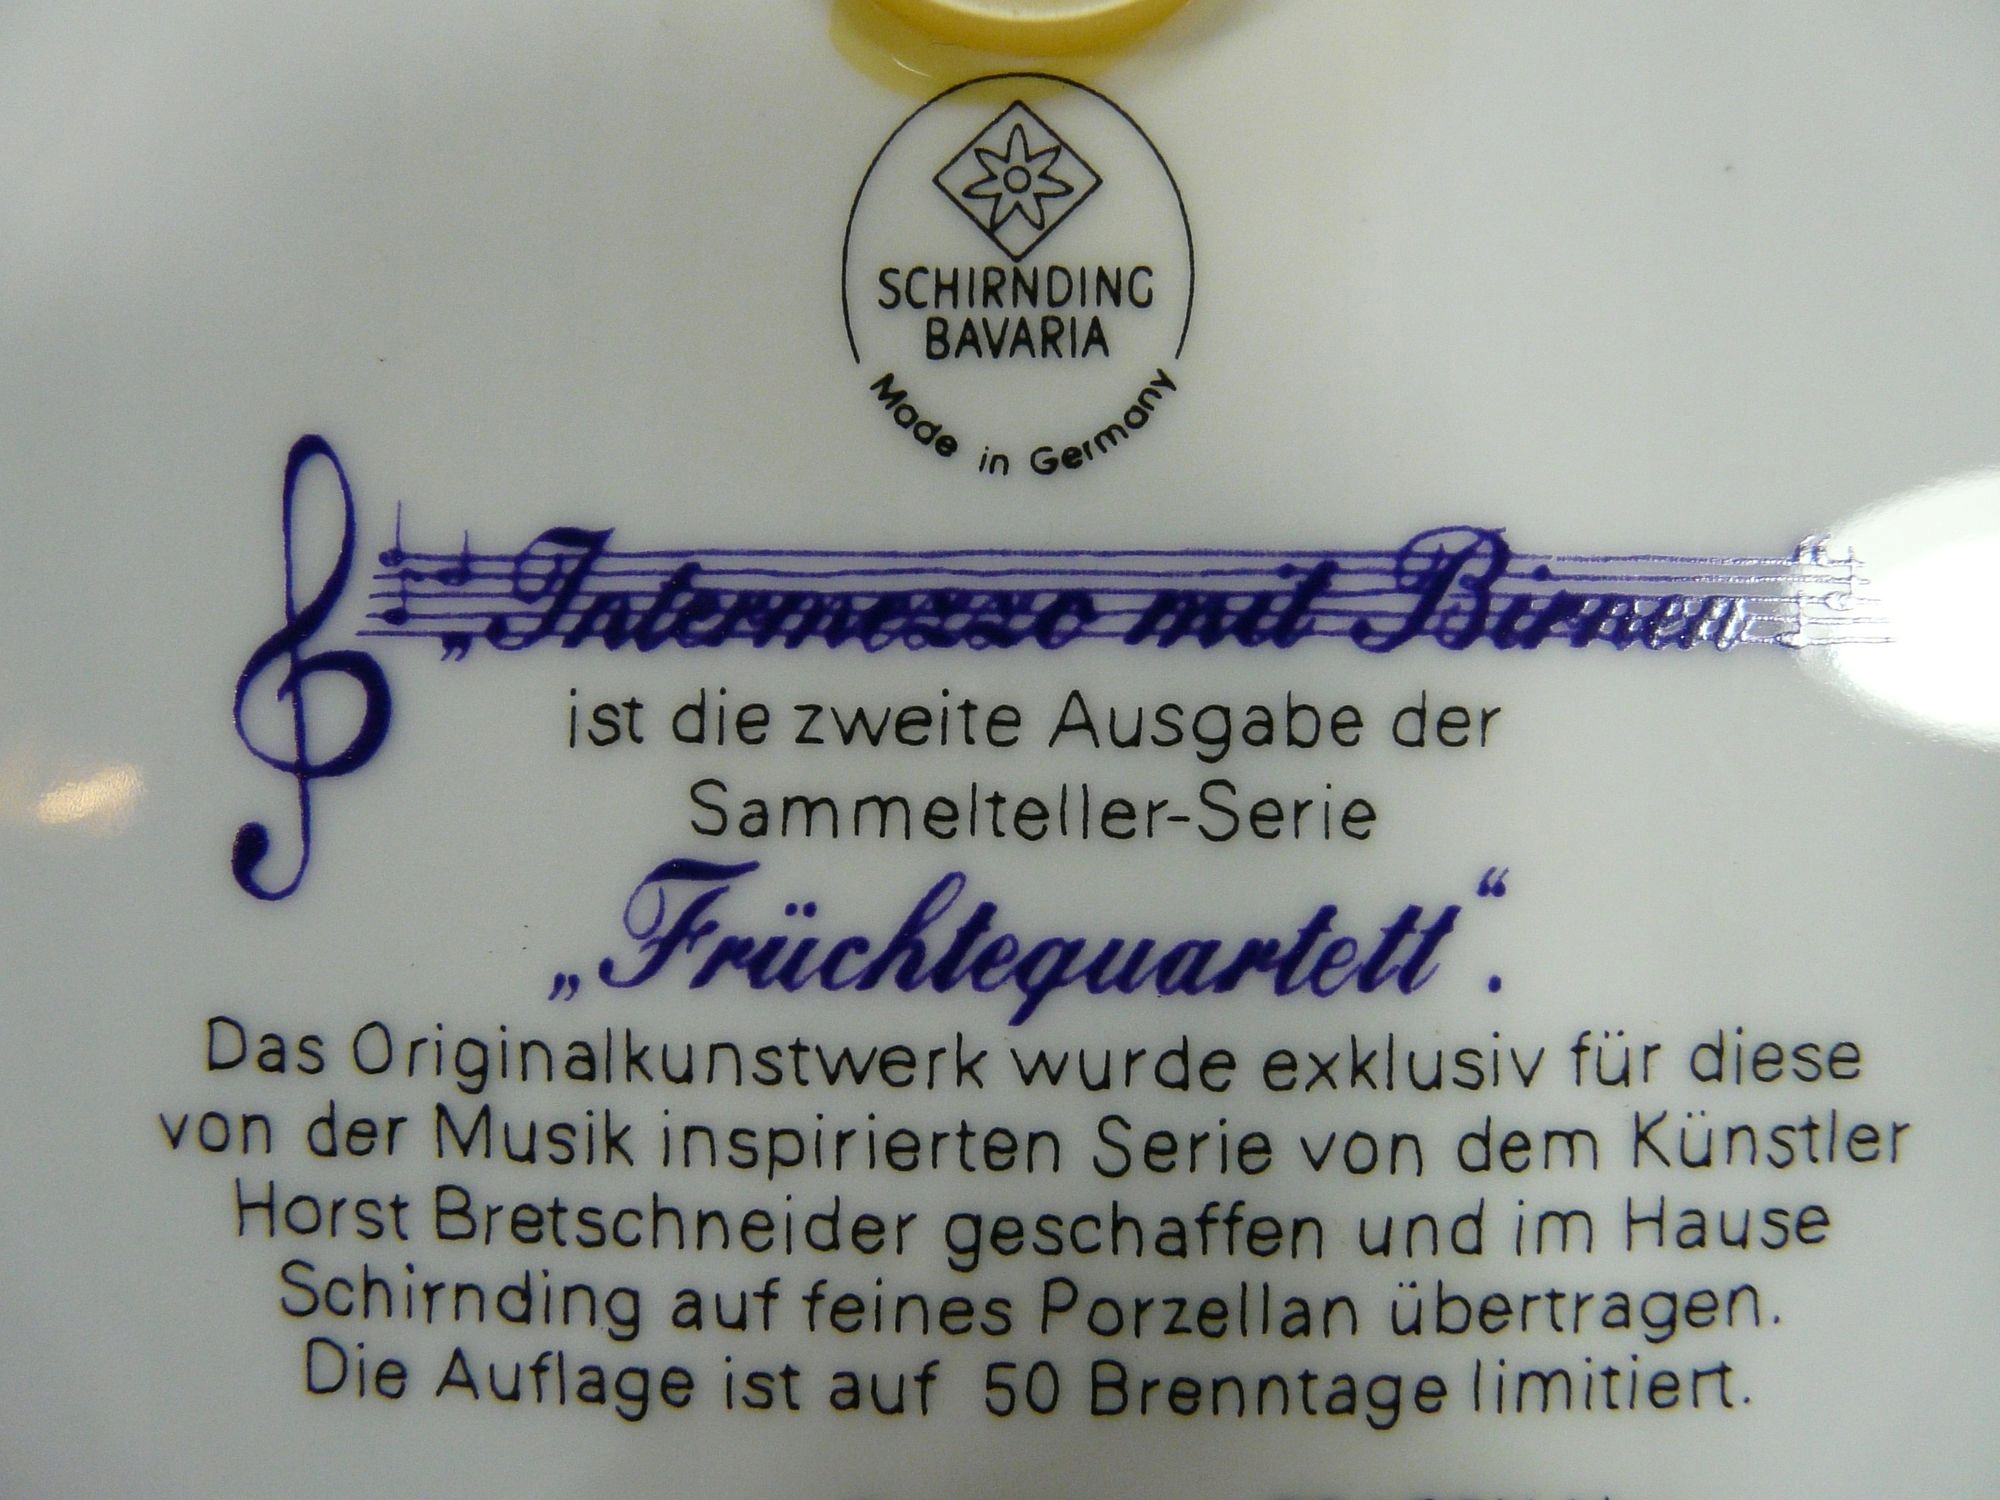 SCHIRNDING
BAVARIA
Made in Germany
„Intermezzo mit Birnen
ist die zweite Ausgabe der
Sammelteller-Serie
„Früchtequartett“.
Das Originalkunstwerk wurde exklusiv für diese
von der Musik inspirierten Serie von dem Künstler
Horst Bretschneider geschaffen und im Hause
Schirnding auf feines Porzellan übertragen.
Die Auflage ist auf 50 Brenntage limitiert.